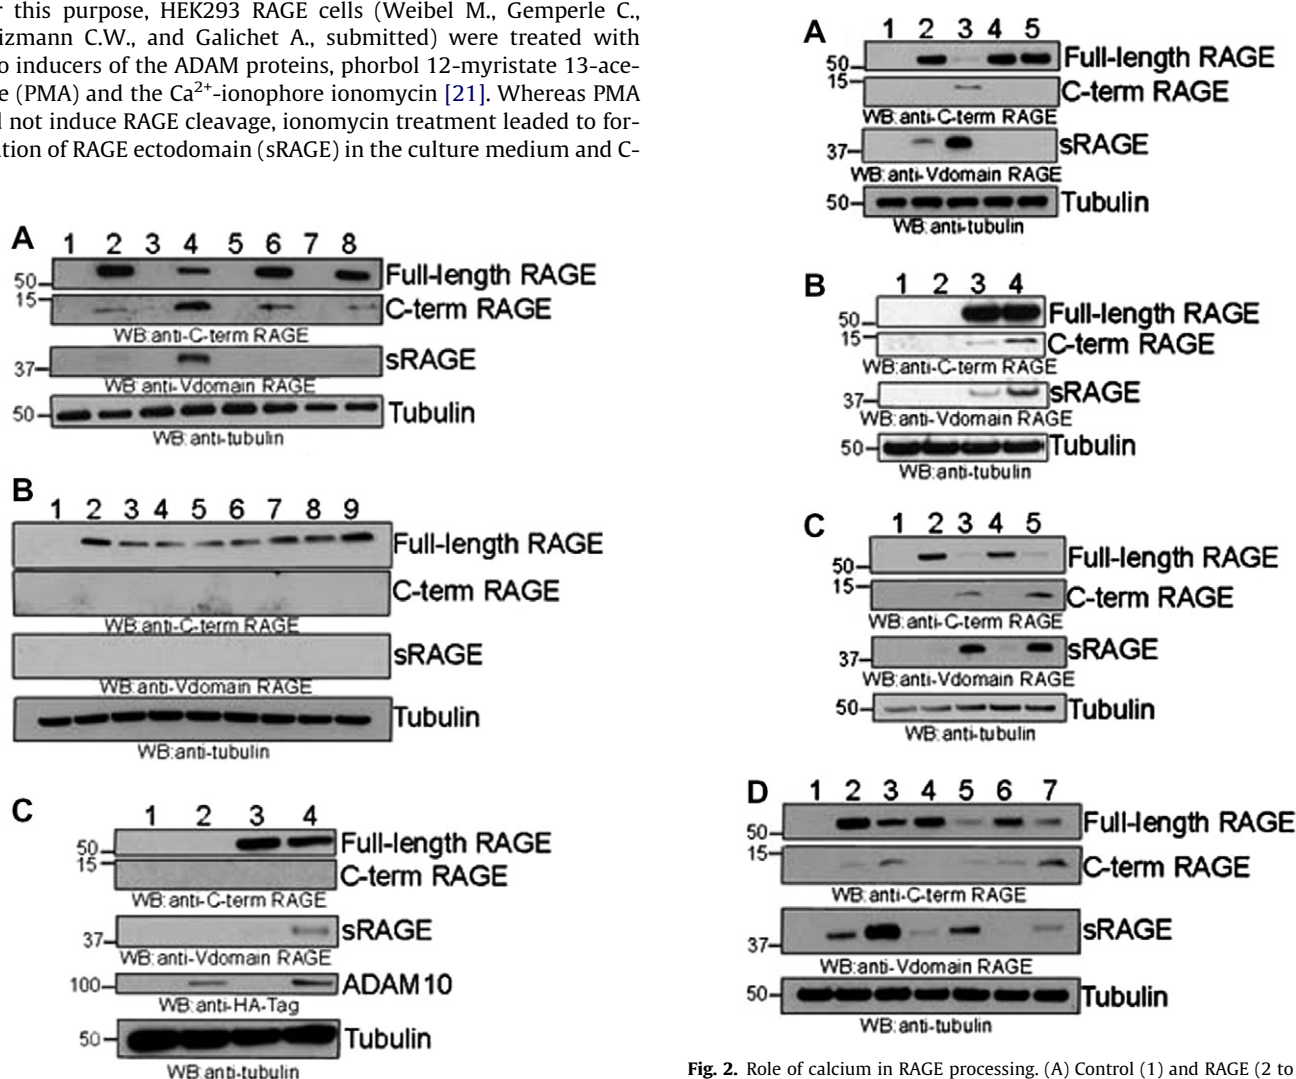 r this purpose, HEK293 RAGE cells (Weibel M., Gemperle C.,
izmann C.W., and Galichet A., submitted) were treated with
o inducers of the ADAM proteins, phorbol 12-myristate 13-ace-
e (PMA) and the Ca2+-ionophore ionomycin [21]. Whereas PMA
l not induce RAGE cleavage, ionomycin treatment leaded to for-
ation of RAGE ectodomain (sRAGE) in the culture medium and C-
A
1 2 3 4 5 6 7 8
50 Full-length RAGE
15 C-term RAGE
WB:anti-C-term RAGE
37 sRAGE
WB:anti-Vdomain RAGE
50 Tubulin
WB:anti-tubulin
B
1 2 3 4 5 6 7 8 9
Full-length RAGE
C-term RAGE
WB:anti-C-term RAGE
sRAGE
WB:anti-Vdomain RAGE
Tubulin
WB:anti-tubulin
C
1 2 3 4
50 Full-length RAGE
15 C-term RAGE
WB:anti-C-term RAGE
37 sRAGE
WB:anti-Vdomain RAGE
100 ADAM10
WB:anti-HA-Tag
50 Tubulin
WB:anti-tubulin
A
1 2 3 4 5
50 Full-length RAGE
15 C-term RAGE
WB:anti-C-term RAGE
37 sRAGE
WB:anti-Vdomain RAGE
50 Tubulin
WB:anti-tubulin
B
1 2 3 4
50 Full-length RAGE
15 C-term RAGE
WB:anti-C-term RAGE
37 sRAGE
WB:anti-Vdomain RAGE
50 Tubulin
WB:anti-tubulin
C
1 2 3 4 5
50 Full-length RAGE
15 C-term RAGE
WB:anti-C-term RAGE
37 sRAGE
WB:anti-Vdomain RAGE
50 Tubulin
WB:anti-tubulin
D
1 2 3 4 5 6 7
50 Full-length RAGE
15 C-term RAGE
WB:anti-C-term RAGE
37 sRAGE
WB:anti-Vdomain RAGE
50 Tubulin
WB:anti-tubulin
Fig. 2. Role of calcium in RAGE processing. (A) Control (1) and RAGE (2 to